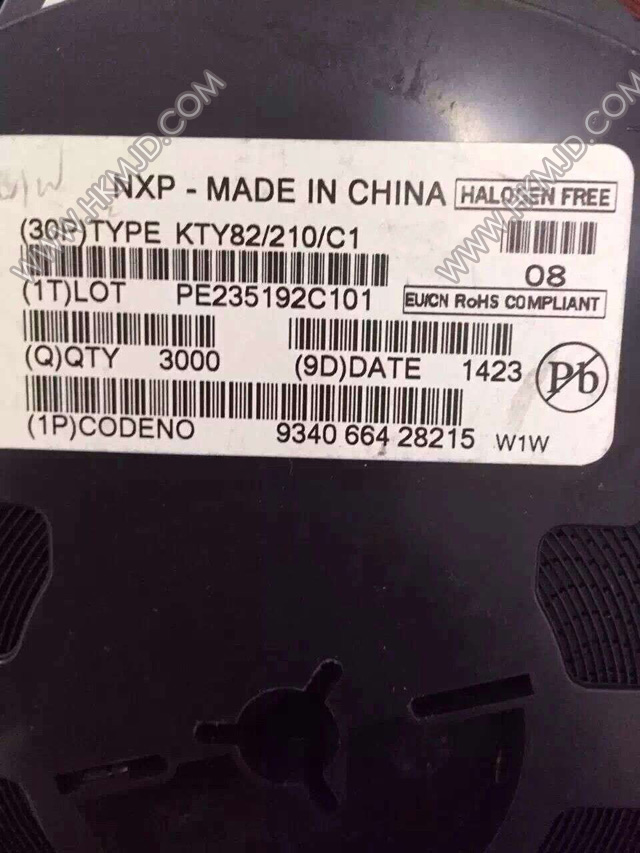 NXP - MADE IN CHINA HALOGEN FREE
(30P)TYPE KTY82/210/C1
08
(1T)LOT PE235192C101 EU/CN RoHS COMPLIANT
(Q)QTY 3000 (9D)DATE 1423 Pb
(1P)CODENO 9340 664 28215 W1W
WWW.HKMJD.COM
WWW.HKMJD.COM